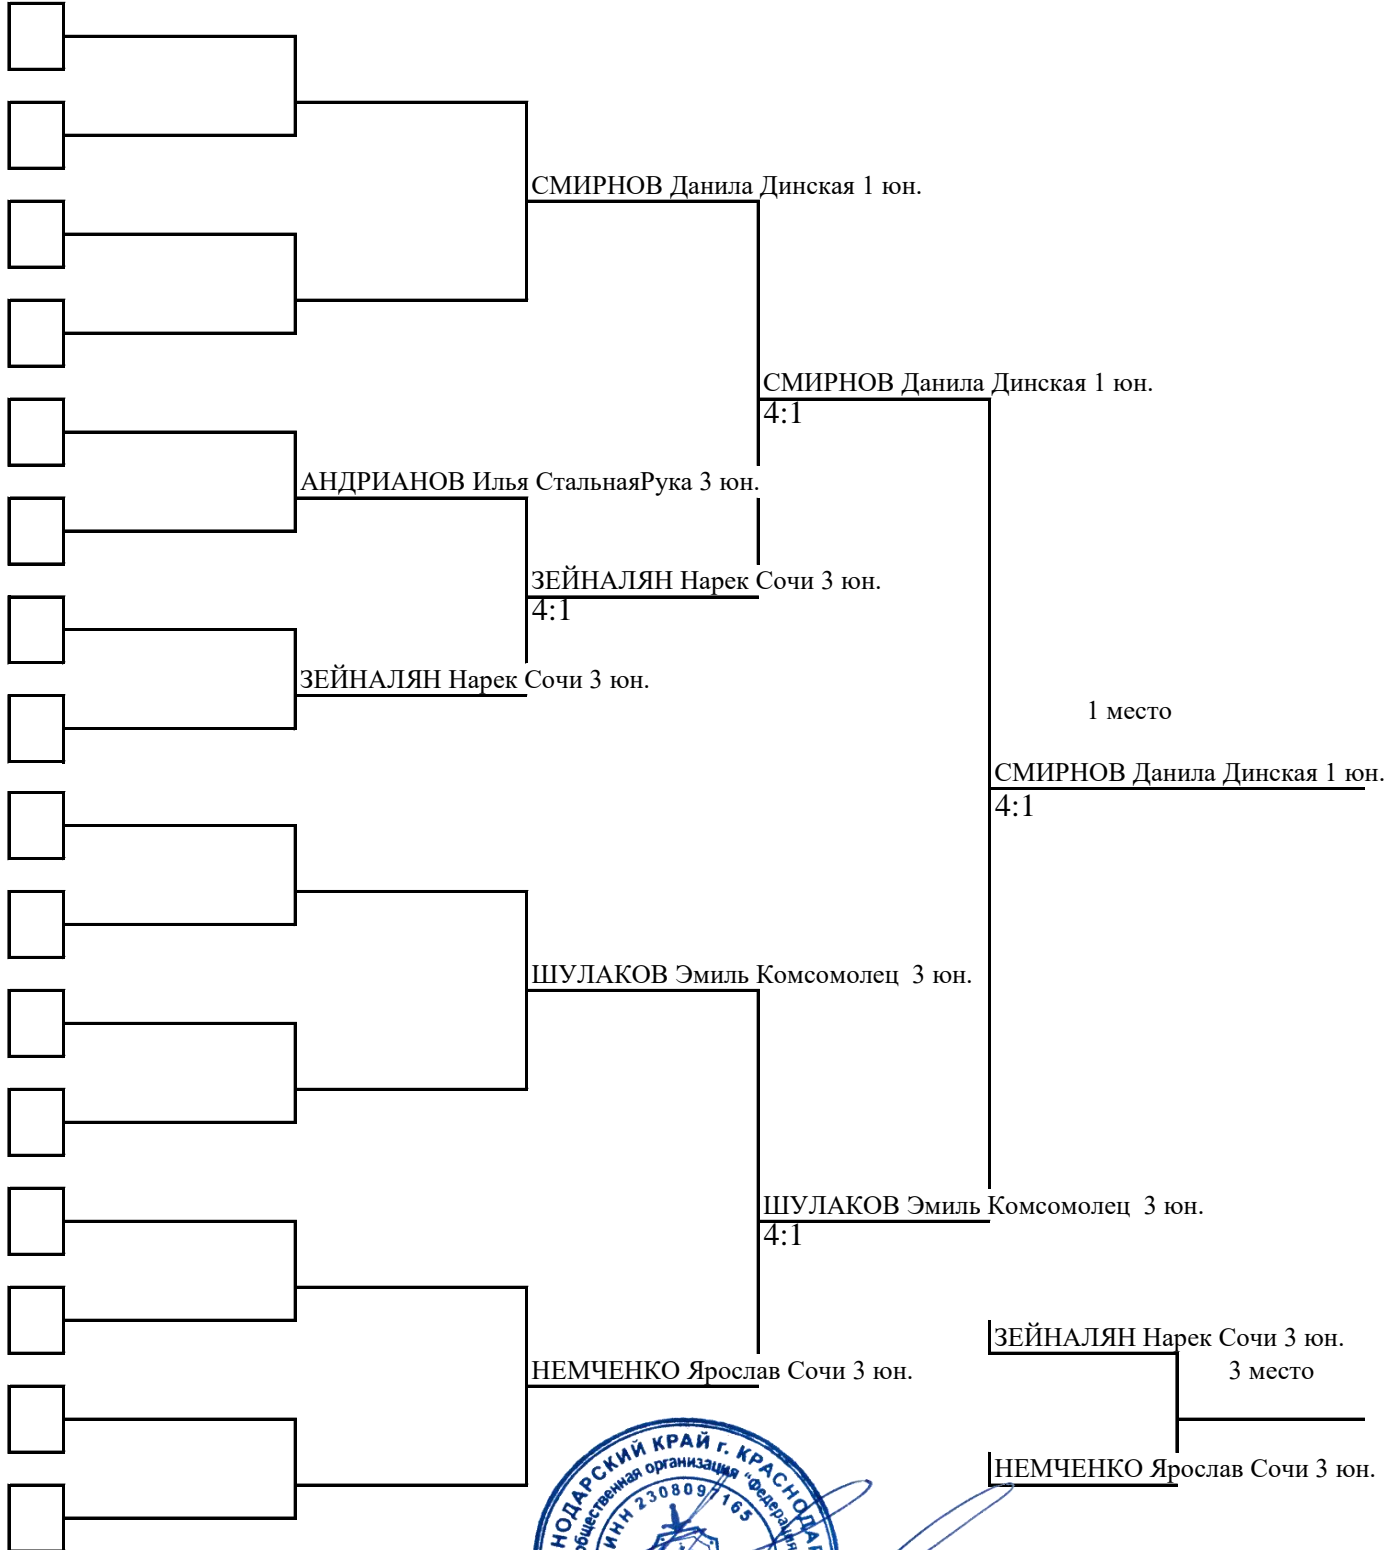 СМИРНОВ Данила Динская 1 юн.
СМИРНОВ Данила Динская 1 юн.
4:1
АНДРИАНОВ Илья СтальнаяРука 3 юн.
ЗЕЙНАЛЯН Нарек Сочи 3 юн.
4:1
ЗЕЙНАЛЯН Нарек Сочи 3 юн.
1 место
СМИРНОВ Данила Динская 1 юн.
4:1
ШУЛАКОВ Эмиль Комсомолец 3 юн.
ШУЛАКОВ Эмиль Комсомолец 3 юн.
4:1
ЗЕЙНАЛЯН Нарек Сочи 3 юн.
3 место
НЕМЧЕНКО Ярослав Сочи 3 юн.
НЕМЧЕНКО Ярослав Сочи 3 юн.
КРАЙ г.
общественная организация
ИНН